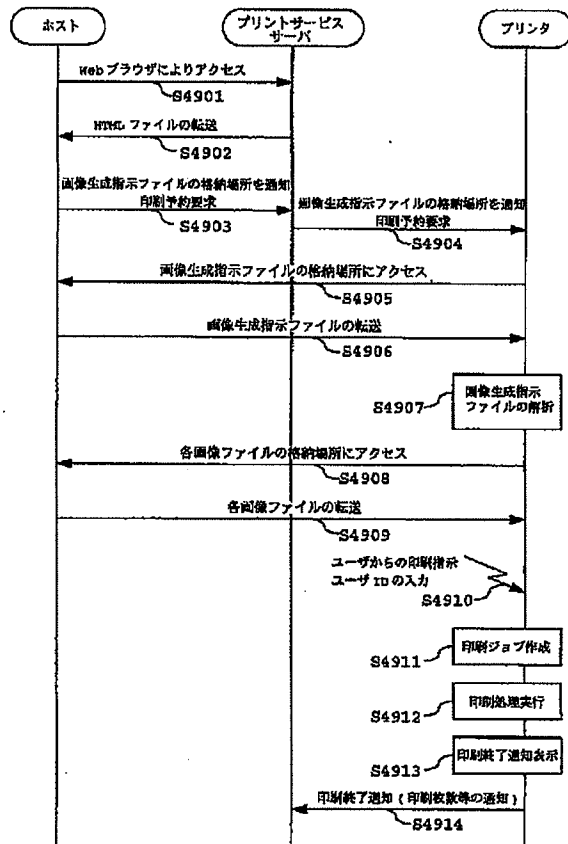 ホスト
プリントサービス
サーバ
プリンタ
Webブラウザによりアクセス
S4901
HTMLファイルの転送
S4902
画像生成指示ファイルの格納場所を通知
印刷予約要求
S4903
画像生成指示ファイルの格納場所を通知
印刷予約要求
S4904
画像生成指示ファイルの格納場所にアクセス
S4905
画像生成指示ファイルの転送
S4906
画像生成指示
ファイルの解析
S4907
各画像ファイルの格納場所にアクセス
S4908
各画像ファイルの転送
S4909
ユーザからの印刷指示
ユーザIDの入力
S4910
印刷ジョブ作成
S4911
印刷処理実行
S4912
印刷終了通知表示
S4913
印刷終了通知(印刷枚数等の通知)
S4914